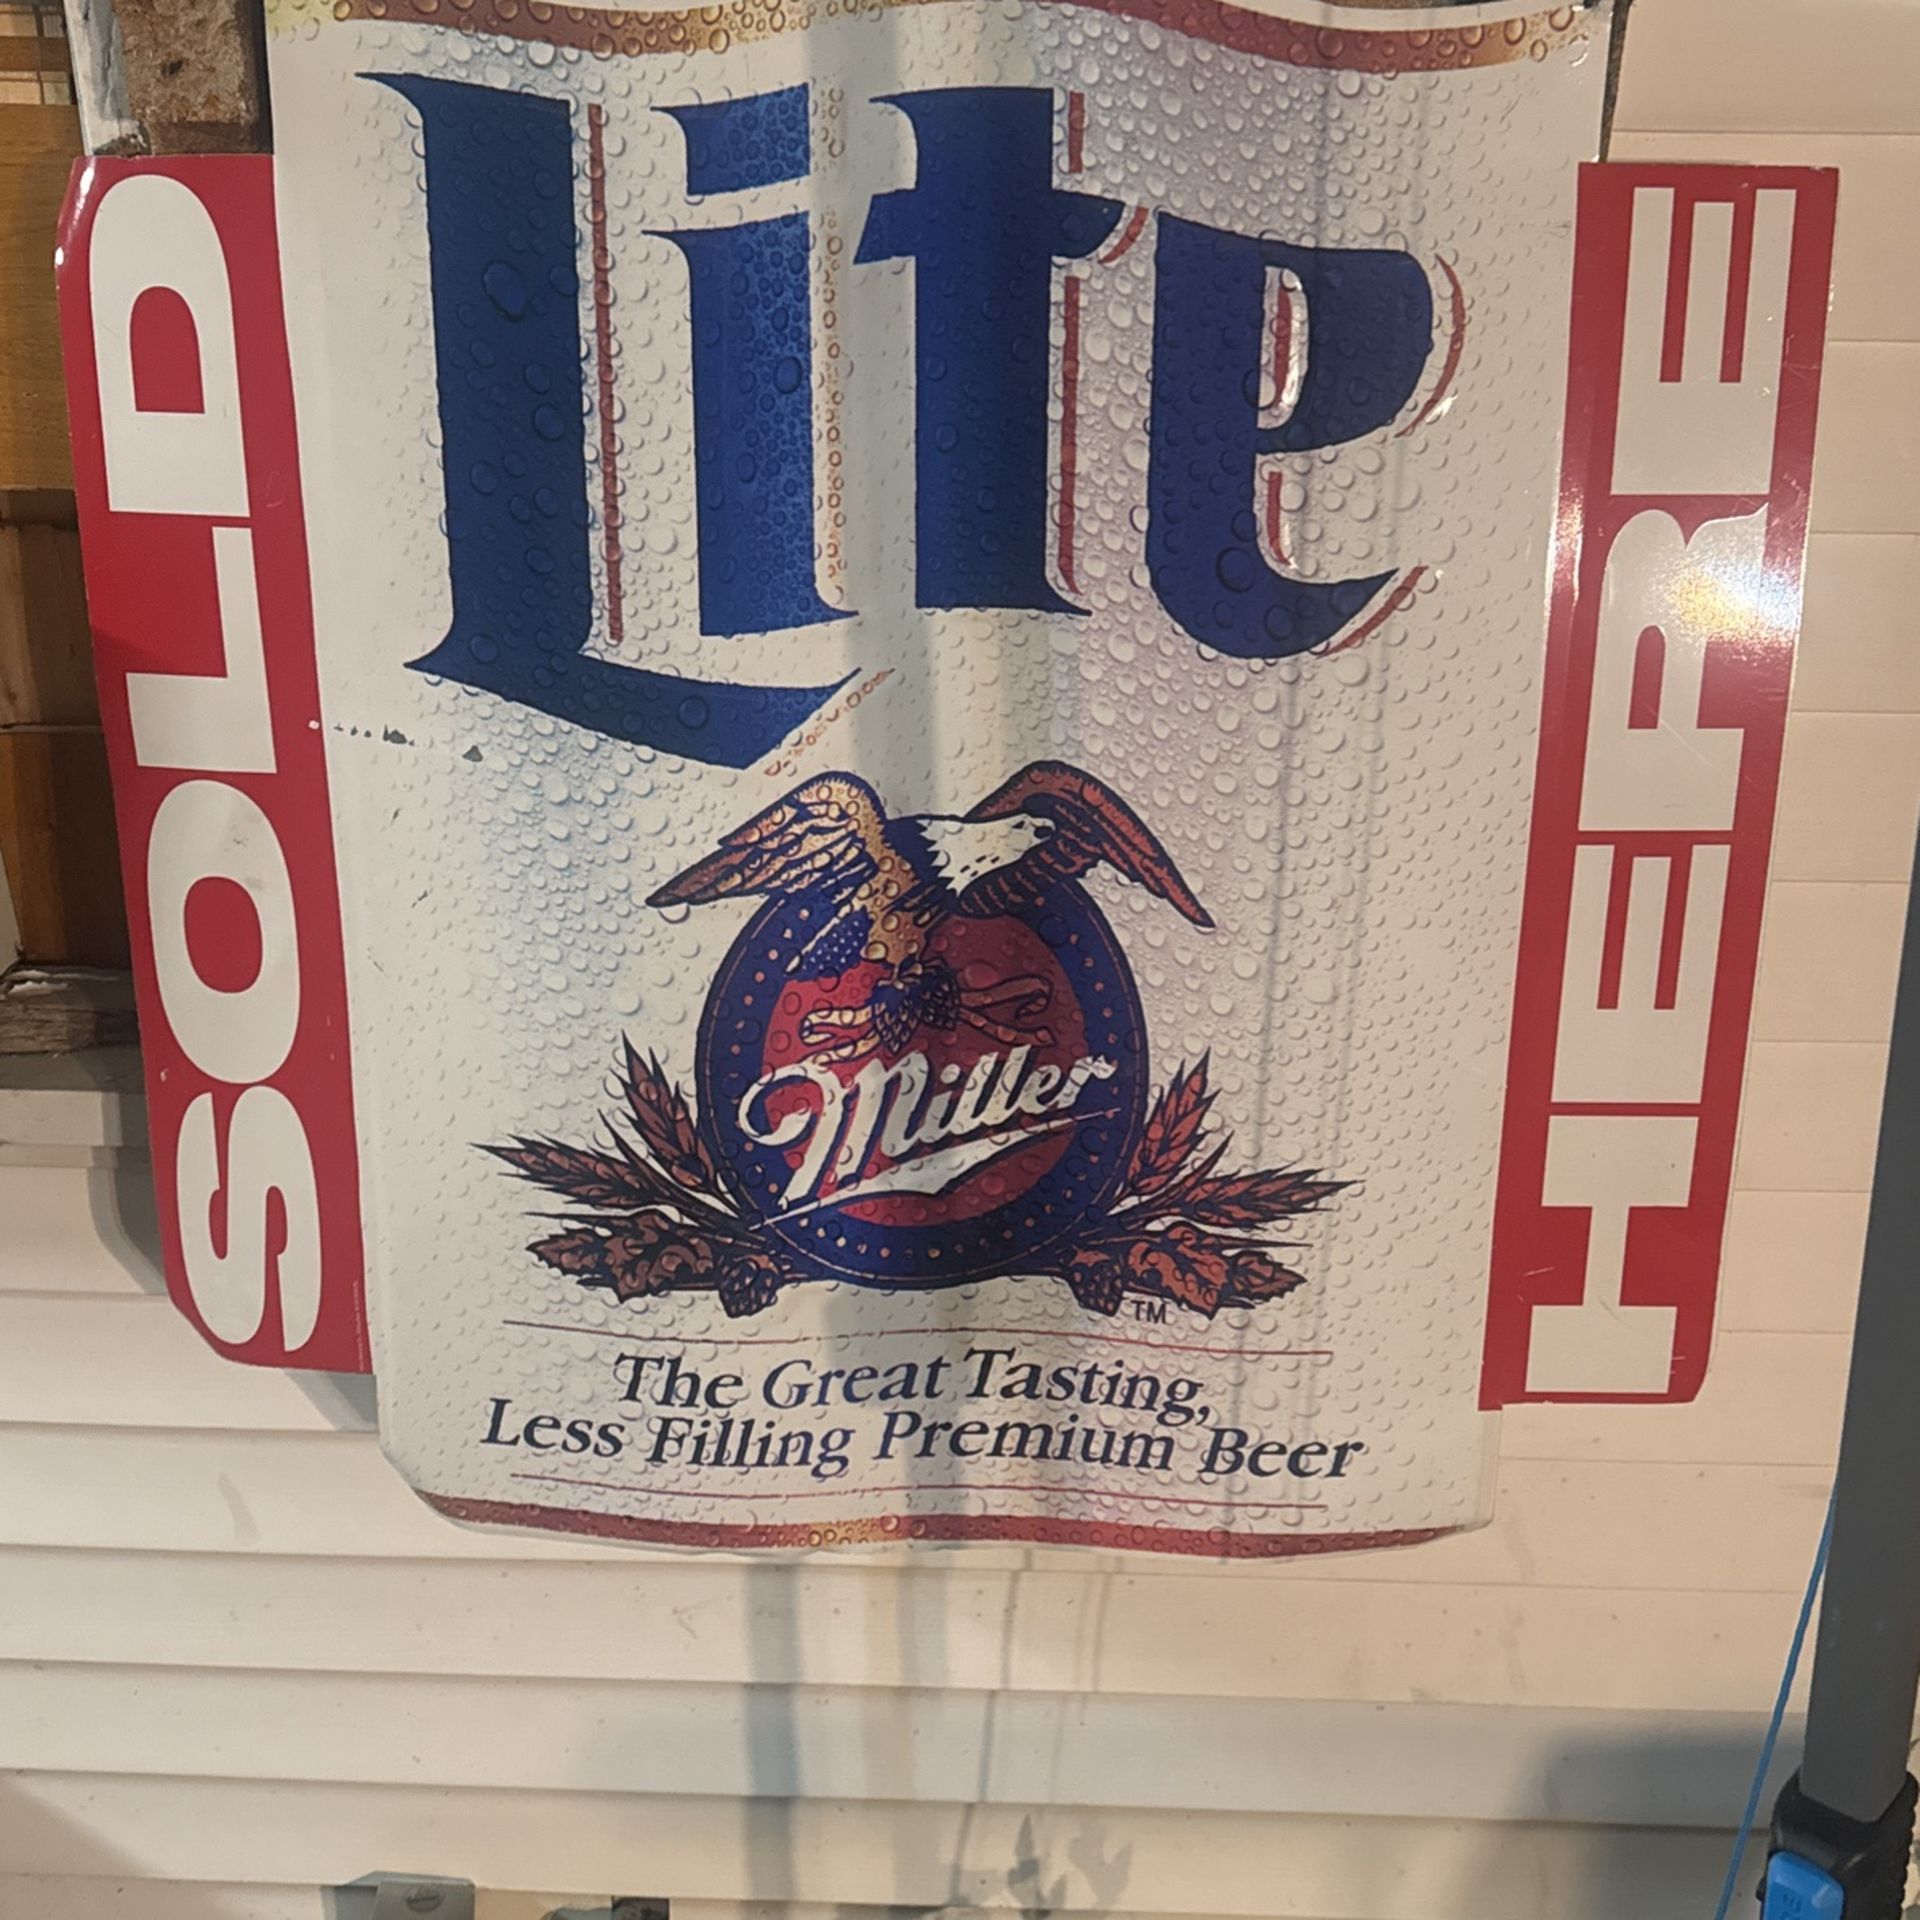 SOLD
Lite
HERE
Miller
TM
The Great Tasting,
Less Filling Premium Beer